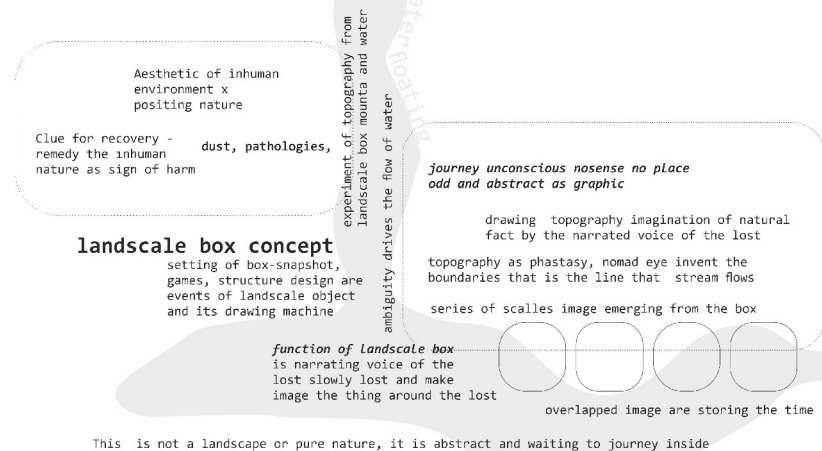 aterfloating
Aesthetic of inhuman
environment x
positing nature
Clue for recovery -
remedy the inhuman
nature as sign of harm
dust, pathologies,
experiment of topography from
landscale box mounta and water
ambiguity drives the flow of water
journey unconscious nosense no place
odd and abstract as graphic
drawing topography imagination of natural
fact by the narrated voice of the lost
topography as phastasy, nomad eye invent the
boundaries that is the line that stream flows
series of scalles image emerging from the box
landscale box concept
setting of box-snapshot,
games, structure design are
events of landscale object
and its drawing machine
function of landscale box
is narrating voice of the
lost slowly lost and make
image the thing around the lost
overlapped image are storing the time
This is not a landscape or pure nature, it is abstract and waiting to journey inside